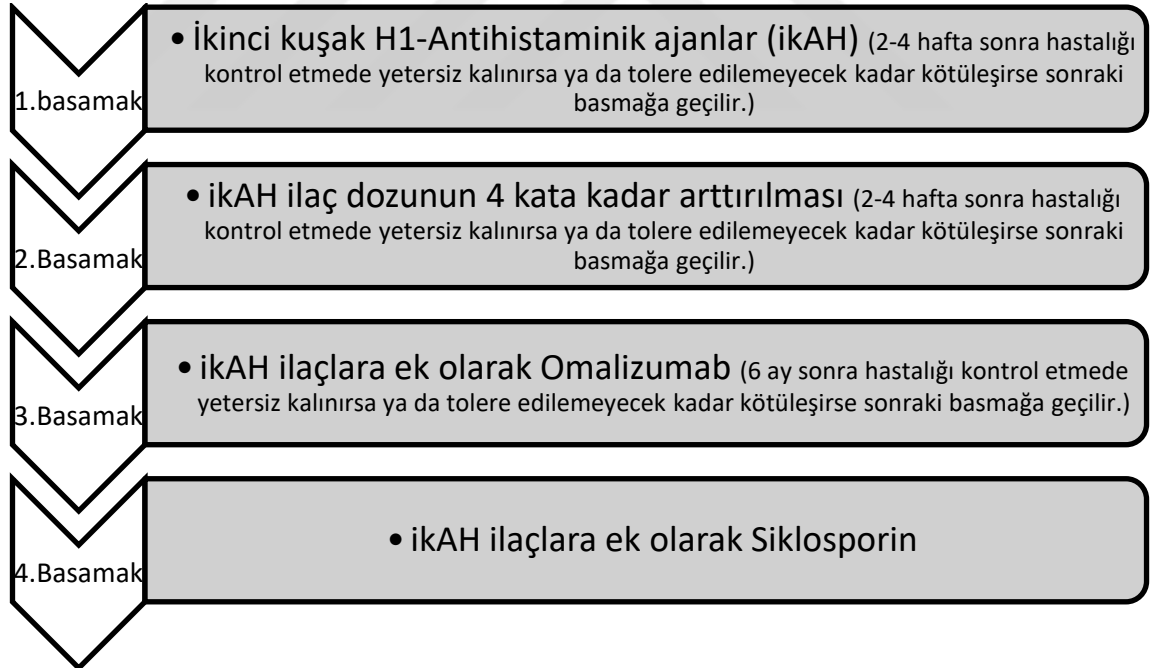 1.basamak
• İkinci kuşak H1-Antihistaminik ajanlar (ikAH) (2-4 hafta sonra hastalığı
kontrol etmede yetersiz kalınırsa ya da tolere edilemeyecek kadar kötüleşirse sonraki
basmağa geçilir.)
2.Basamak
• ikAH ilaç dozunun 4 kata kadar arttırılması (2-4 hafta sonra hastalığı
kontrol etmede yetersiz kalınırsa ya da tolere edilemeyecek kadar kötüleşirse sonraki
basmağa geçilir.)
3.Basamak
• ikAH ilaçlara ek olarak Omalizumab (6 ay sonra hastalığı kontrol etmede
yetersiz kalınırsa ya da tolere edilemeyecek kadar kötüleşirse sonraki basmağa geçilir.)
4.Basamak
• ikAH ilaçlara ek olarak Siklosporin